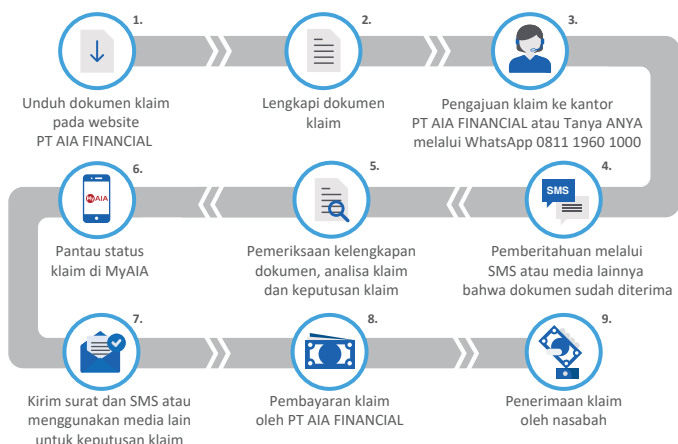 1.
Unduh dokumen klaim
pada website
PT AIA FINANCIAL
2.
Lengkapi dokumen
klaim
3.
Pengajuan klaim ke kantor
PT AIA FINANCIAL atau Tanya ANYA
melalui WhatsApp 0811 1960 1000
4.
SMS
Pemberitahuan melalui
SMS atau media lainnya
bahwa dokumen sudah diterima
5.
Pemeriksaan kelengkapan
dokumen, analisa klaim
dan keputusan klaim
6.
MyAIA
Pantau status
klaim di MyAIA
7.
Kirim surat dan SMS atau
menggunakan media lain
untuk keputusan klaim
8.
Pembayaran klaim
oleh PT AIA FINANCIAL
9.
Penerimaan klaim
oleh nasabah